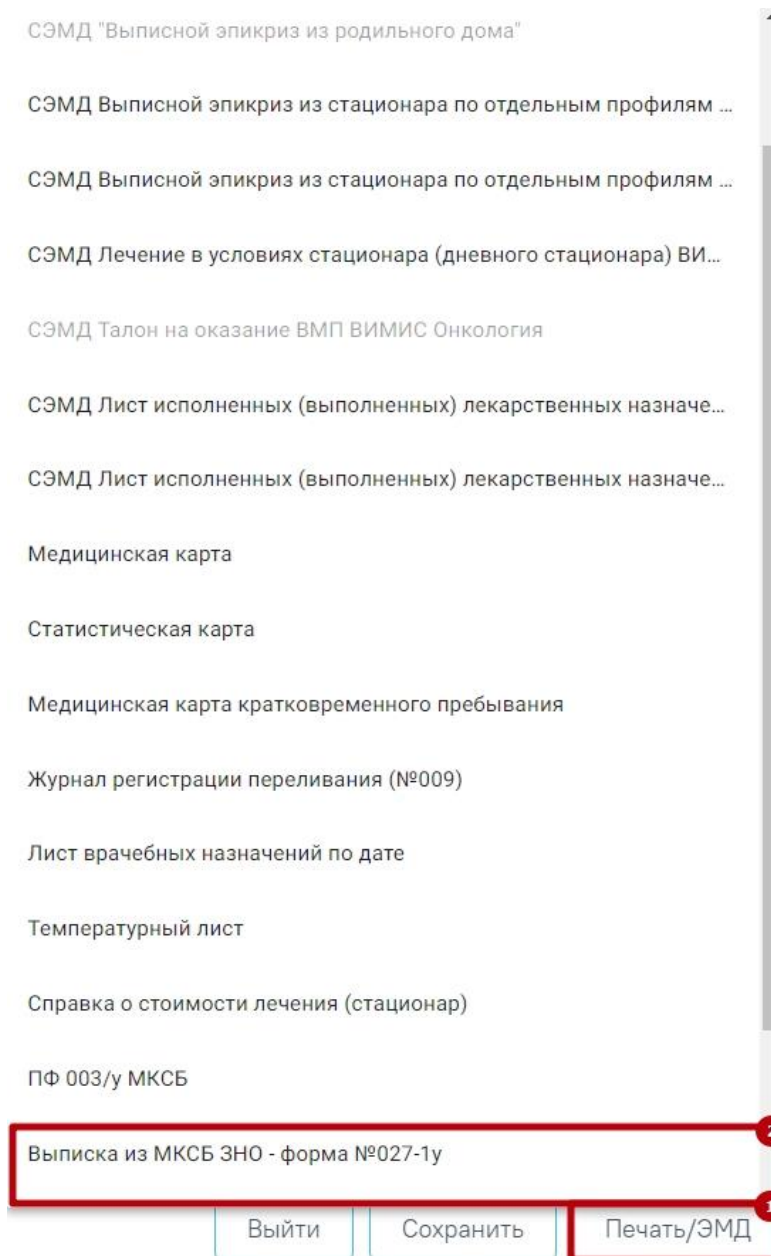 СЭМД "Выписной эпикриз из родильного дома"
СЭМД Выписной эпикриз из стационара по отдельным профилям ...
СЭМД Выписной эпикриз из стационара по отдельным профилям ...
СЭМД Лечение в условиях стационара (дневного стационара) ВИ...
СЭМД Талон на оказание ВМП ВИМИС Онкология
СЭМД Лист исполненных (выполненных) лекарственных назначе...
СЭМД Лист исполненных (выполненных) лекарственных назначе...
Медицинская карта
Статистическая карта
Медицинская карта кратковременного пребывания
Журнал регистрации переливания (№009)
Лист врачебных назначений по дате
Температурный лист
Справка о стоимости лечения (стационар)
ПФ 003/у МКСБ
2
Выписка из МКСБ ЗНО - форма №027-1у
1
Выйти Сохранить Печать/ЭМД